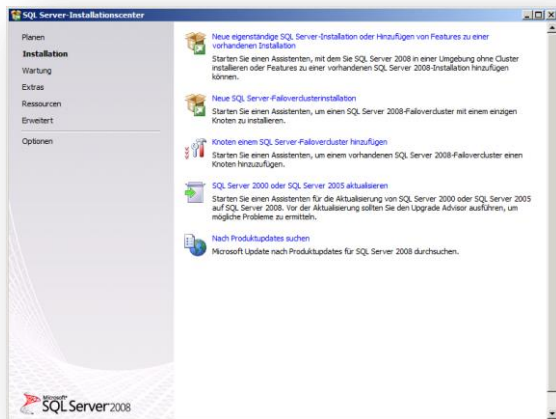 SQL Server-Installationscenter
Planen
Installation
Wartung
Extras
Ressourcen
Erweitert
Optionen
Neue eigenständige SQL Server-Installation oder Hinzufügen von Features zu einer
vorhandenen Installation
Starten Sie einen Assistenten, mit dem Sie SQL Server 2008 in einer Umgebung ohne Cluster
installieren oder Features zu einer vorhandenen SQL Server 2008-Installation hinzufügen
können.
Neue SQL Server-Failoverclusterinstallation
Starten Sie einen Assistenten, um einen SQL Server 2008-Failovercluster mit einem einzigen
Knoten zu installieren.
Knoten einem SQL Server-Failovercluster hinzufügen
Starten Sie einen Assistenten, um einem vorhandenen SQL Server 2008-Failovercluster einen
Knoten hinzuzufügen.
SQL Server 2000 oder SQL Server 2005 aktualisieren
Starten Sie einen Assistenten für die Aktualisierung von SQL Server 2000 oder SQL Server 2005
auf SQL Server 2008. Vor der Aktualisierung sollten Sie den Upgrade Advisor ausführen, um
mögliche Probleme zu ermitteln.
Nach Produktupdates suchen
Microsoft Update nach Produktupdates für SQL Server 2008 durchsuchen.
Microsoft
SQL Server 2008